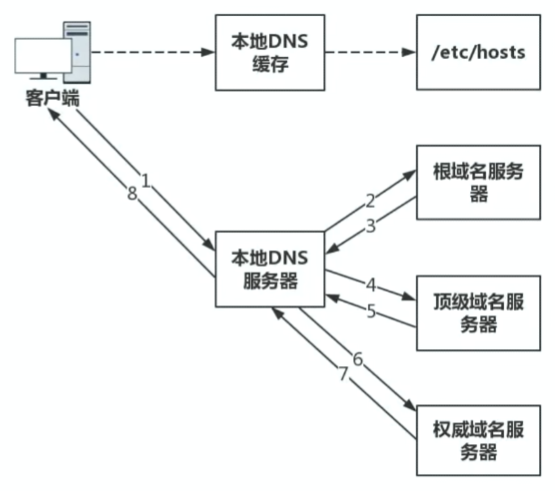 客户端
本地DNS
缓存
/etc/hosts
1
8
2
3
根域名服务
器
本地DNS
服务器
4
5
顶级域名服
务器
6
7
权威域名服
务器